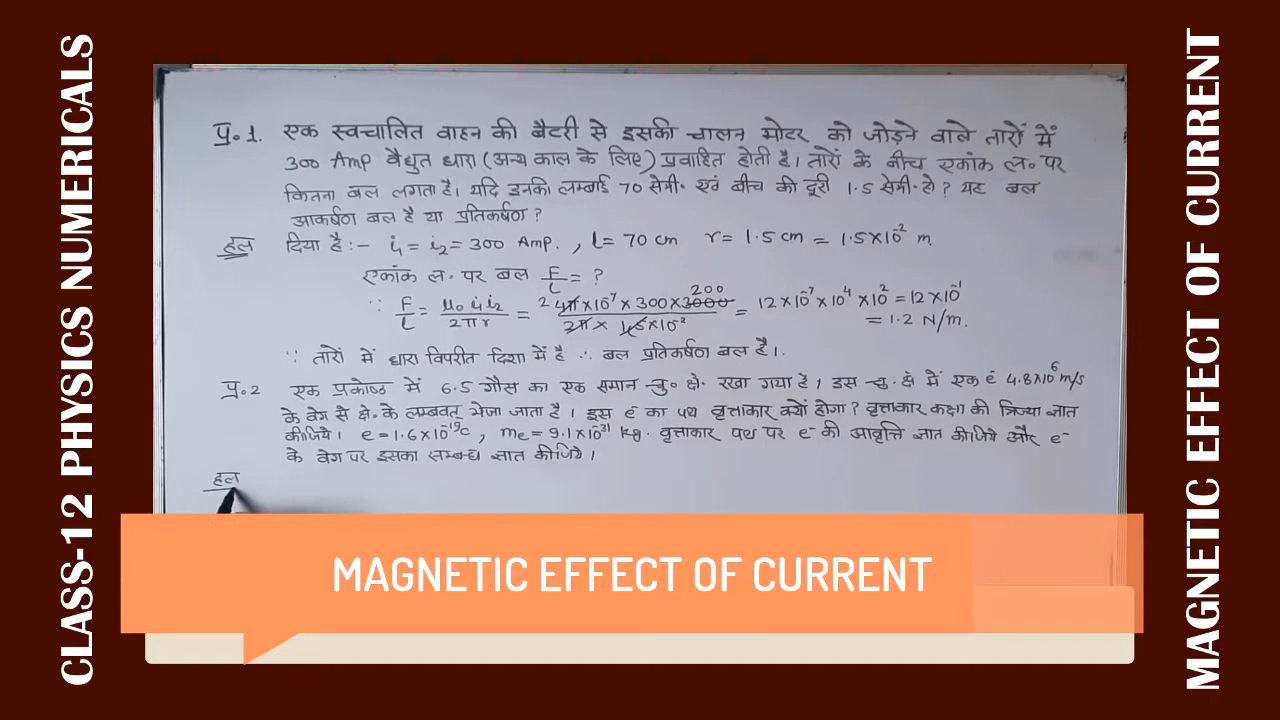 CLASS-12 PHYSICS NUMERICALS
प्र॰1. एक स्वचालित वाहन की बैटरी से इसकी चालन मोटर को जोड़ने वाले तारों में
300 Amp वैद्युत धारा (अन्य काल के लिए) प्रवाहित होती है। तारों के बीच एकांक ल॰ पर
कितना बल लगता है। यदि इनकी लम्बाई 70 सेमी॰ एवं बीच की दूरी 1.5 सेमी॰ हो? यह बल
आकर्षण बल है या प्रतिकर्षण?
हल दिया है:- i₁ = i₂ = 300 Amp. , l = 70 cm r = 1.5 cm = 1.5×10⁻² m
एकांक ल॰ पर बल F/L = ?
∵ F/L = μ₀ i₁ i₂ / 2πr = 2 4π×10⁻⁷ × 300 × 3000 200 / 2π × 1.5×10⁻² = 12×10⁻⁷×10⁴×10² = 12×10⁻¹
= 1.2 N/m.
∵ तारों में धारा विपरीत दिशा में है ∴ बल प्रतिकर्षण बल है।
प्र॰2 एक प्रकोष्ठ में 6.5 गौस का एक समान चु॰ क्षे॰ रखा गया है। इस चु॰ क्षे में एक e⁻ 4.8×10⁶ m/s
के वेग से क्षे॰ के लम्बवत् भेजा जाता है। इस e⁻ का पथ वृत्ताकार क्यों होगा? वृत्ताकार कक्षा की त्रिज्या ज्ञात
कीजिये। e = 1.6×10⁻¹⁹c , me = 9.1×10⁻³¹ kg. वृत्ताकार पथ पर e⁻ की आवृत्ति ज्ञात कीजिये और e⁻
के वेग पर इसका सम्बन्ध ज्ञात कीजिये।
हल
MAGNETIC EFFECT OF CURRENT
MAGNETIC EFFECT OF CURRENT